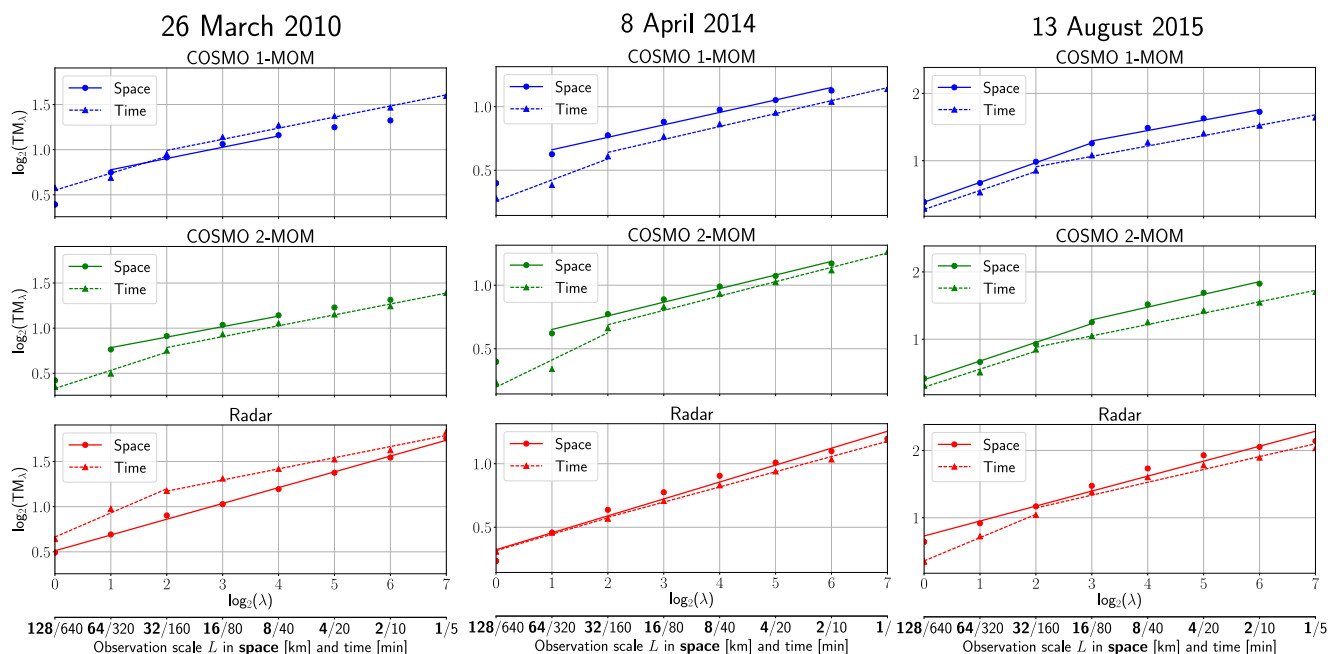 26 March 2010
COSMO 1-MOM
Space
Time
log2(TMλ)
1.5
1.0
0.5
COSMO 2-MOM
Space
Time
log2(TMλ)
1.5
1.0
0.5
Radar
Space
Time
log2(TMλ)
1.5
1.0
0.5
0 1 2 3 4 5 6 7
log2(λ)
128/640 64/320 32/160 16/80 8/40 4/20 2/10 1/5
Observation scale L in space [km] and time [min]
8 April 2014
COSMO 1-MOM
Space
Time
1.0
0.5
COSMO 2-MOM
Space
Time
1.0
0.5
Radar
Space
Time
1.0
0.5
0 1 2 3 4 5 6 7
log2(λ)
128/640 64/320 32/160 16/80 8/40 4/20 2/10 1/
Observation scale L in space [km] and time [min]
13 August 2015
COSMO 1-MOM
Space
Time
2
1
COSMO 2-MOM
Space
Time
2
1
Radar
Space
Time
2
1
0 1 2 3 4 5 6 7
log2(λ)
128/640 64/320 32/160 16/80 8/40 4/20 2/10 1/5
Observation scale L in space [km] and time [min]